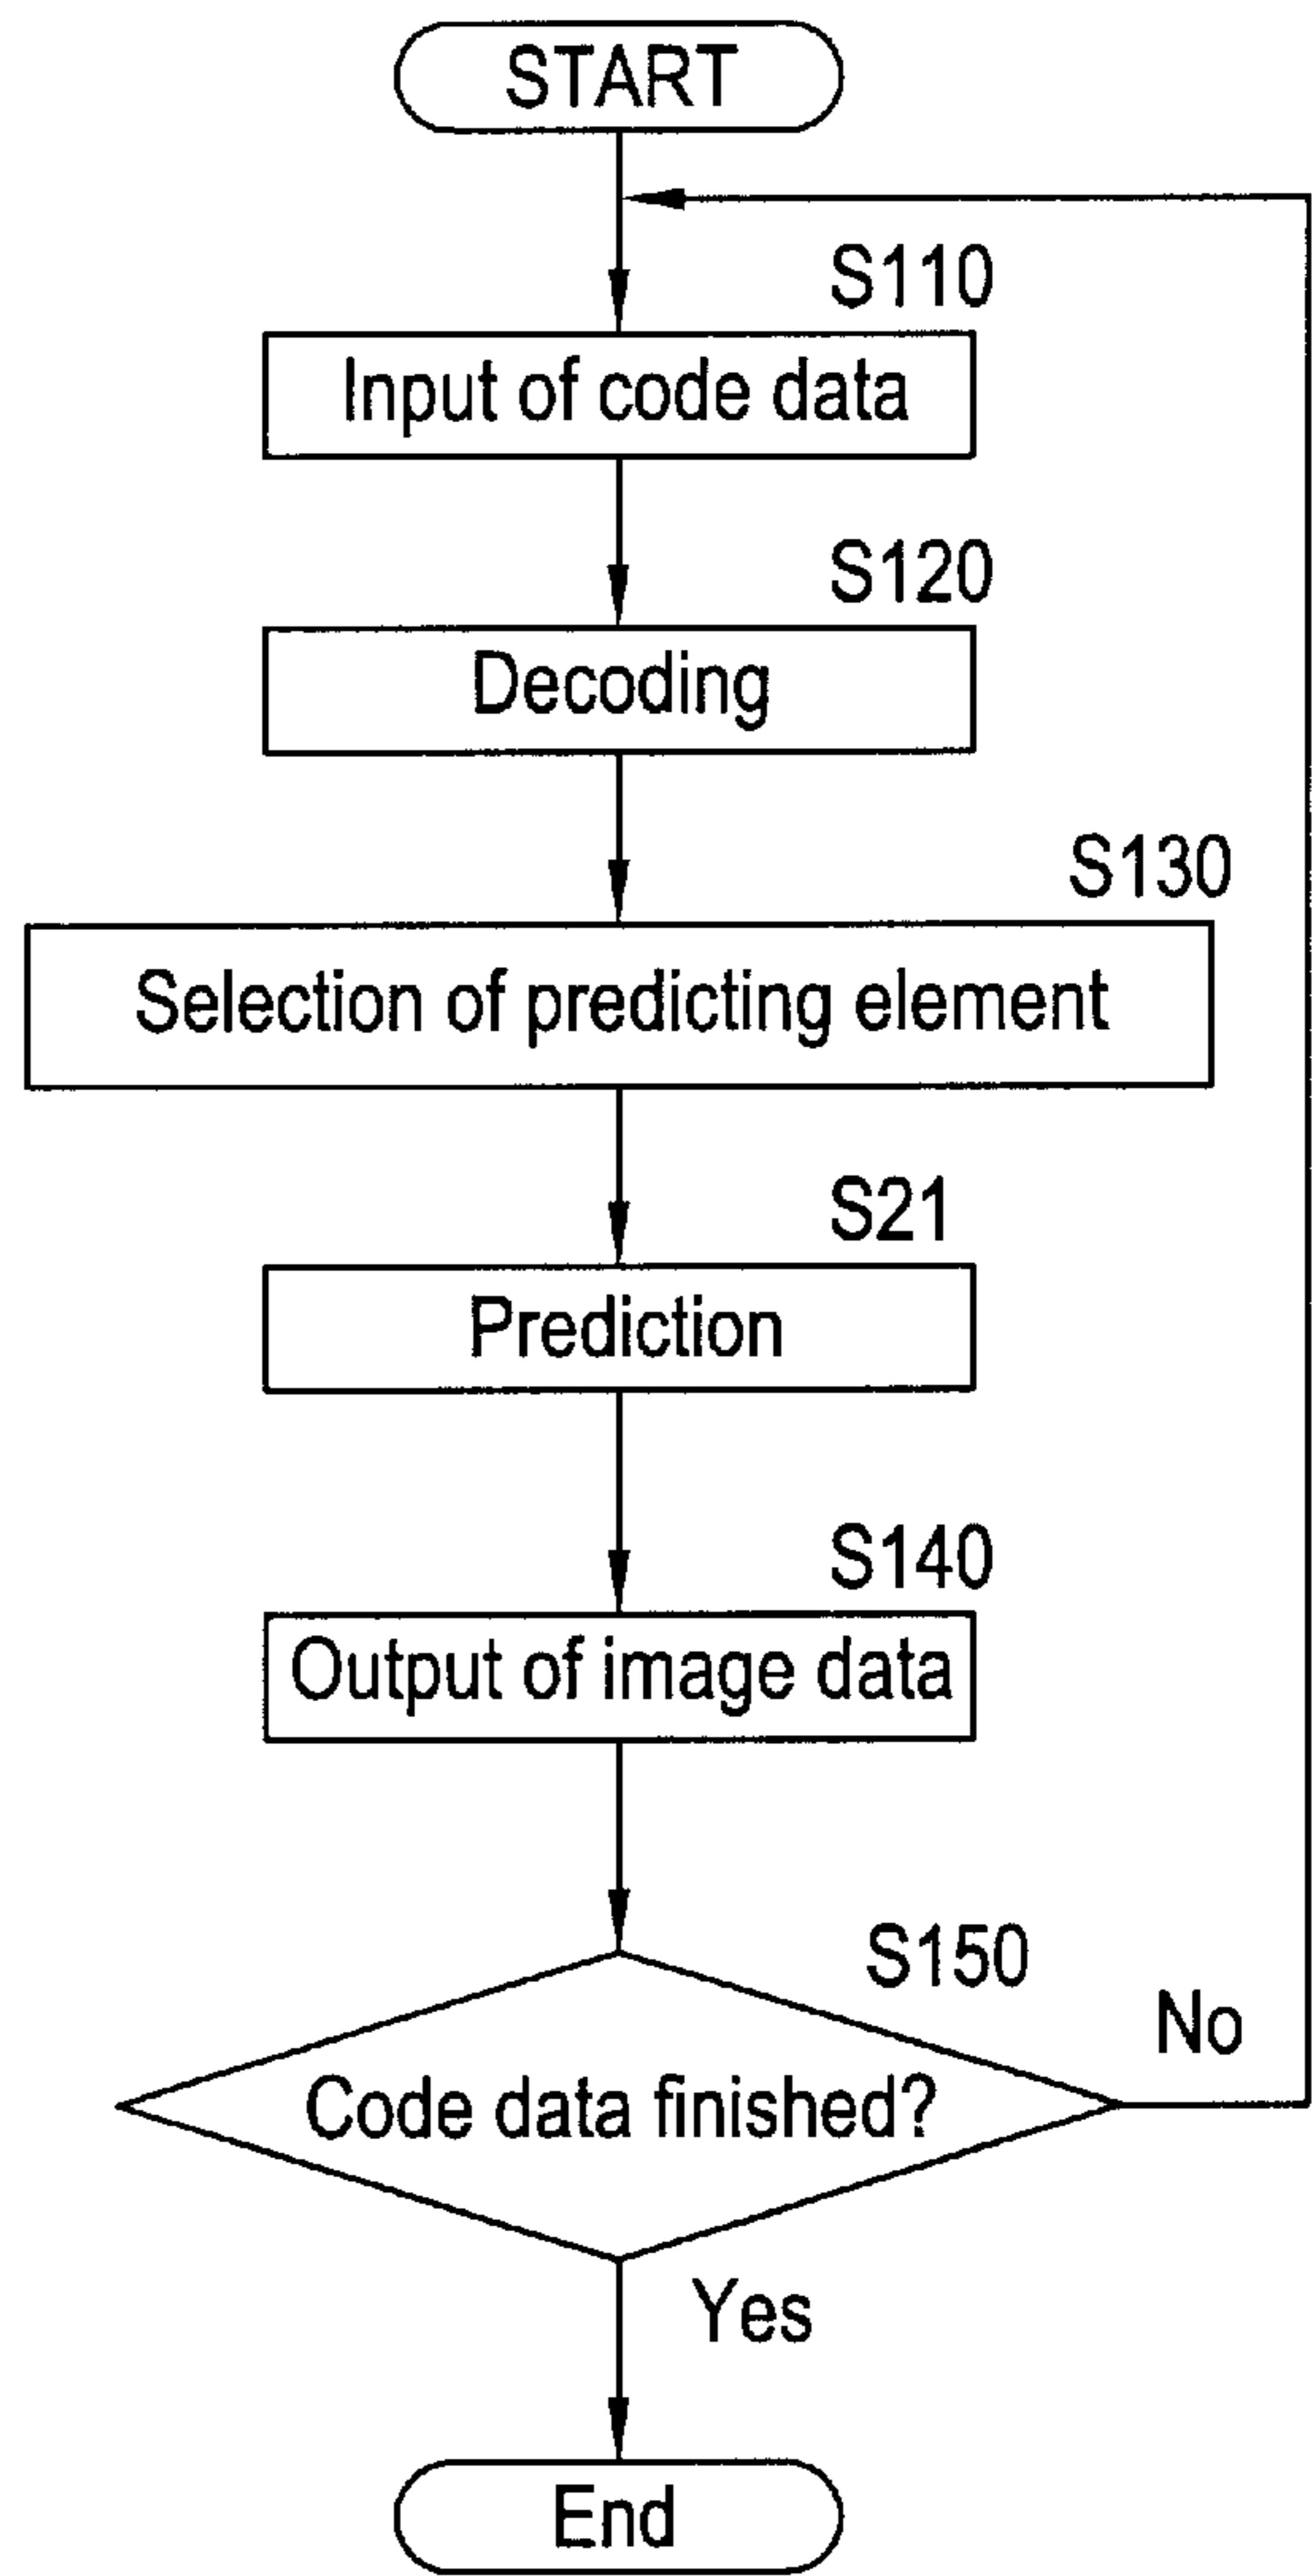 START
S110
Input of code data
S120
Decoding
S130
Selection of predicting element
S21
Prediction
S140
Output of image data
S150
No
Code data finished?
Yes
End